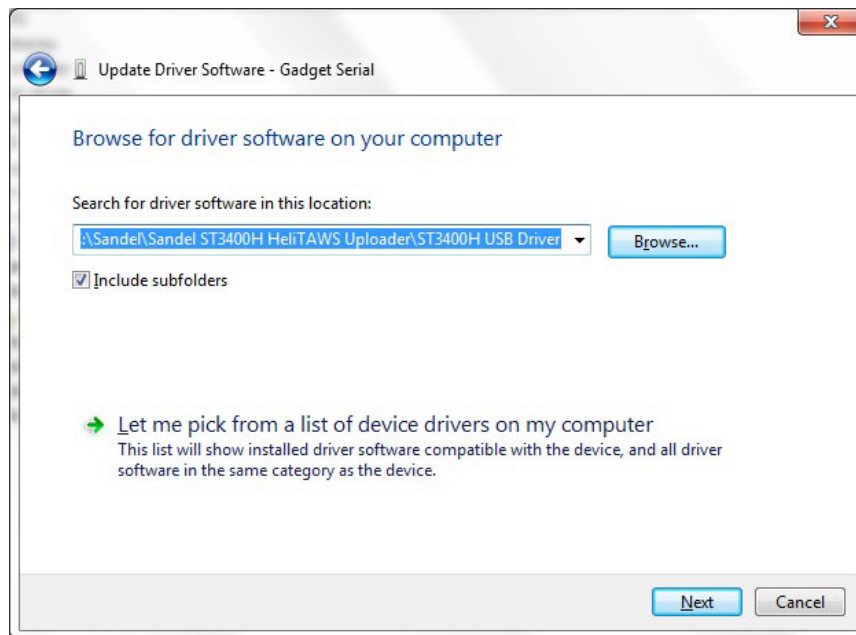 Update Driver Software - Gadget Serial
Browse for driver software on your computer
Search for driver software in this location:
:\Sandel\Sandel ST3400H HeliTAWS Uploader\ST3400H USB Driver
Browse...
Include subfolders
Let me pick from a list of device drivers on my computer
This list will show installed driver software compatible with the device, and all driver
software in the same category as the device.
Next
Cancel